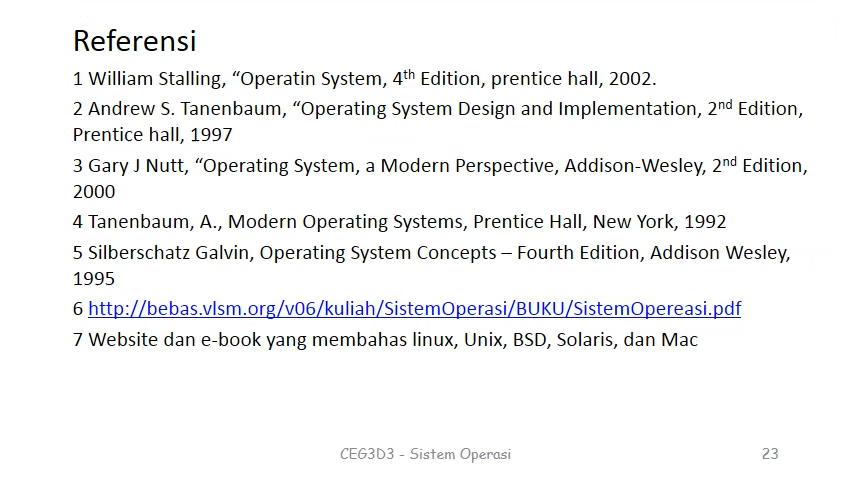 Referensi
1 William Stalling, “Operatin System, 4th Edition, prentice hall, 2002.
2 Andrew S. Tanenbaum, “Operating System Design and Implementation, 2nd Edition,
Prentice hall, 1997
3 Gary J Nutt, “Operating System, a Modern Perspective, Addison-Wesley, 2nd Edition,
2000
4 Tanenbaum, A., Modern Operating Systems, Prentice Hall, New York, 1992
5 Silberschatz Galvin, Operating System Concepts – Fourth Edition, Addison Wesley,
1995
6 http://bebas.vlsm.org/v06/kuliah/SistemOperasi/BUKU/SistemOpereasi.pdf
7 Website dan e-book yang membahas linux, Unix, BSD, Solaris, dan Mac
CEG3D3 - Sistem Operasi 23